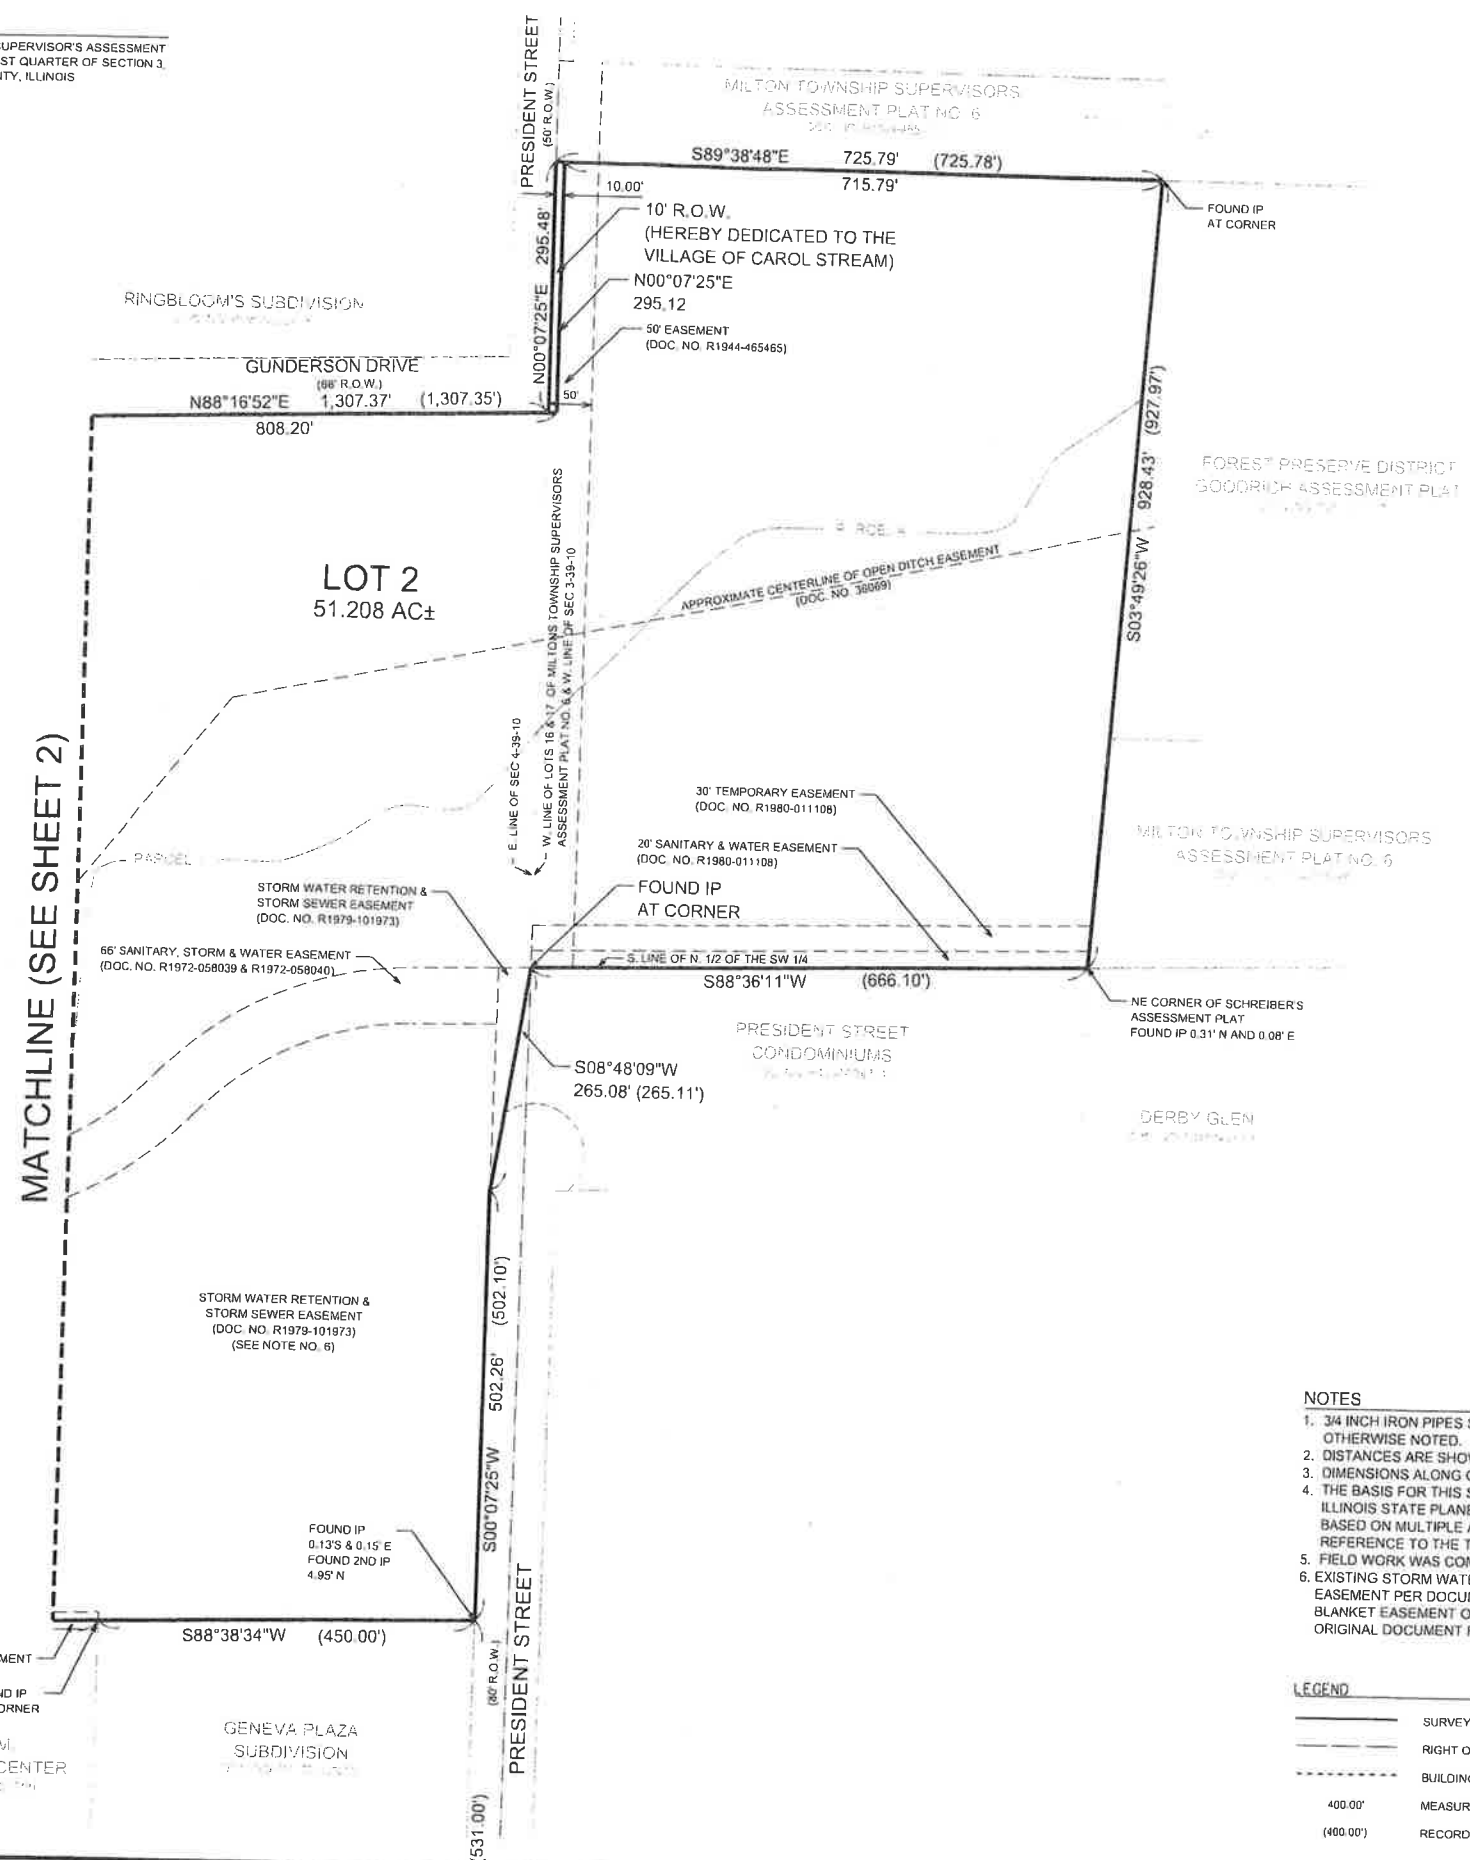 UPERVISOR'S ASSESSMENT
ST QUARTER OF SECTION 3,
TY, ILLINOIS
PRESIDENT STREET
(50' R.O.W.)
MILTON TOWNSHIP SUPERVISORS
ASSESSMENT PLAT NO. 6
S89°38'48"E 725.79' (725.78')
715.79'
FOUND IP
AT CORNER
10.00'
10' R.O.W.
(HEREBY DEDICATED TO THE
VILLAGE OF CAROL STREAM)
N00°07'25"E
295.12
50' EASEMENT
(DOC. NO. R1944-465465)
N00°07'25"E 295.48'
50'
RINGBLOOM'S SUBDIVISION
GUNDERSON DRIVE
(66' R.O.W.)
N88°16'52"E 1,307.37' (1,307.35')
808.20'
S03°49'26"W 928.43' (927.97')
FOREST PRESERVE DISTRICT
GOODRICH ASSESSMENT PLAT
LOT 2
51.208 AC±
APPROXIMATE CENTERLINE OF OPEN DITCH EASEMENT
(DOC. NO. 36069)
E. LINE OF SEC 4-39-10
W. LINE OF LOTS 16 & 17 OF MILTONS TOWNSHIP SUPERVISORS
ASSESSMENT PLAT NO. 6 & W. LINE OF SEC 3-39-10
MATCHLINE (SEE SHEET 2)
PARCEL
30' TEMPORARY EASEMENT
(DOC. NO. R1980-011108)
20' SANITARY & WATER EASEMENT
(DOC. NO. R1980-011108)
MILTON TOWNSHIP SUPERVISORS
ASSESSMENT PLAT NO. 6
FOUND IP
AT CORNER
STORM WATER RETENTION &
STORM SEWER EASEMENT
(DOC. NO. R1979-101973)
66' SANITARY, STORM & WATER EASEMENT
(DOC. NO. R1972-058039 & R1972-058040)
S. LINE OF N. 1/2 OF THE SW 1/4
S88°36'11"W (666.10')
NE CORNER OF SCHREIBER'S
ASSESSMENT PLAT
FOUND IP 0.31' N AND 0.08' E
PRESIDENT STREET
CONDOMINIUMS
S08°48'09"W
265.08' (265.11')
DERBY GLEN
STORM WATER RETENTION &
STORM SEWER EASEMENT
(DOC. NO. R1979-101973)
(SEE NOTE NO. 6)
S00°07'25"W 502.26' (502.10')
FOUND IP
0.13'S & 0.15' E
FOUND 2ND IP
4.95' N
S88°38'34"W (450.00')
(80' R.O.W.)
PRESIDENT STREET
MENT
ND IP
ORNER
CENTER
GENEVA PLAZA
SUBDIVISION
(531.00')
NOTES
1. 3/4 INCH IRON PIPES
OTHERWISE NOTED.
2. DISTANCES ARE SHO
3. DIMENSIONS ALONG
4. THE BASIS FOR THIS
ILLINOIS STATE PLANE
BASED ON MULTIPLE
REFERENCE TO THE
5. FIELD WORK WAS COM
6. EXISTING STORM WAT
EASEMENT PER DOCU
BLANKET EASEMENT
ORIGINAL DOCUMENT
LEGEND
SURVEY
RIGHT O
BUILDING
400.00' MEASUR
(400.00') RECORD